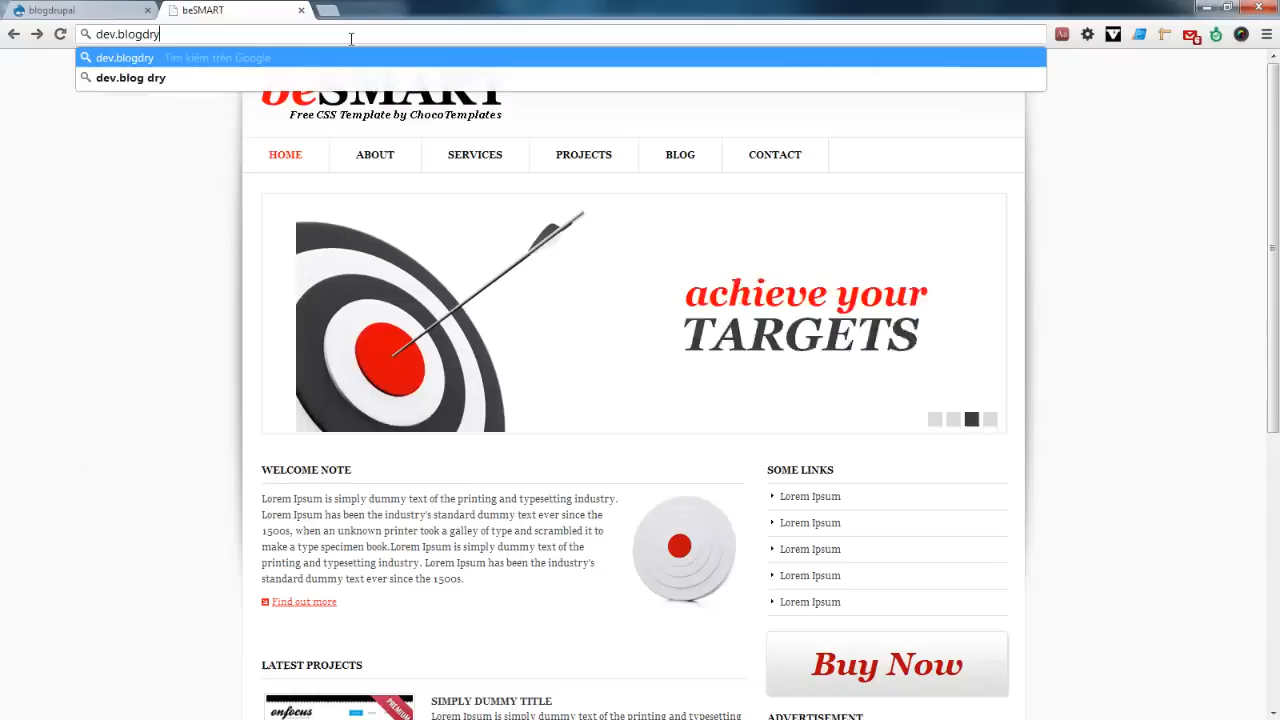 blogdrupal
beSMART
dev.blogdry
dev.blogdry Tìm kiếm trên Google
dev.blog dry
beSMART
Free CSS Template by ChocoTemplates
HOME ABOUT SERVICES PROJECTS BLOG CONTACT
achieve your
TARGETS
WELCOME NOTE
Lorem Ipsum is simply dummy text of the printing and typesetting industry.
Lorem Ipsum has been the industry's standard dummy text ever since the
1500s, when an unknown printer took a galley of type and scrambled it to
make a type specimen book.Lorem Ipsum is simply dummy text of the
printing and typesetting industry. Lorem Ipsum has been the industry's
standard dummy text ever since the 1500s.
Find out more
SOME LINKS
Lorem Ipsum
Lorem Ipsum
Lorem Ipsum
Lorem Ipsum
Lorem Ipsum
Buy Now
LATEST PROJECTS
onfocus
PREMIUM
SIMPLY DUMMY TITLE
Lorem Ipsum is simply dummy text of the printing and typesetting
ADVERTISEMENT